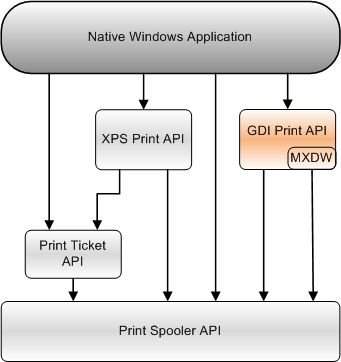 Native Windows Application
XPS Print API
GDI Print API
MXDW
Print Ticket
API
Print Spooler API